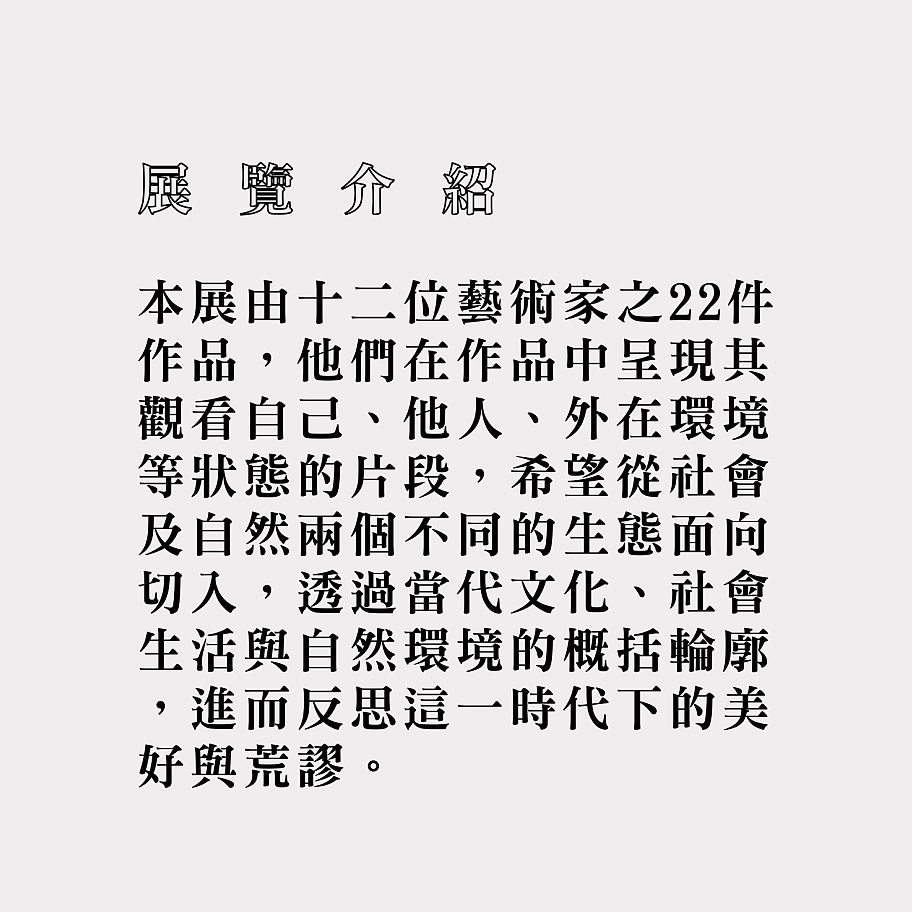 展覽介紹
本展由十二位藝術家之22件
作品，他們在作品中呈現其
觀看自己、他人、外在環境
等狀態的片段，希望從社會
及自然兩個不同的生態面向
切入，透過當代文化、社會
生活與自然環境的概括輪廓
，進而反思這一時代下的美
好與荒謬。